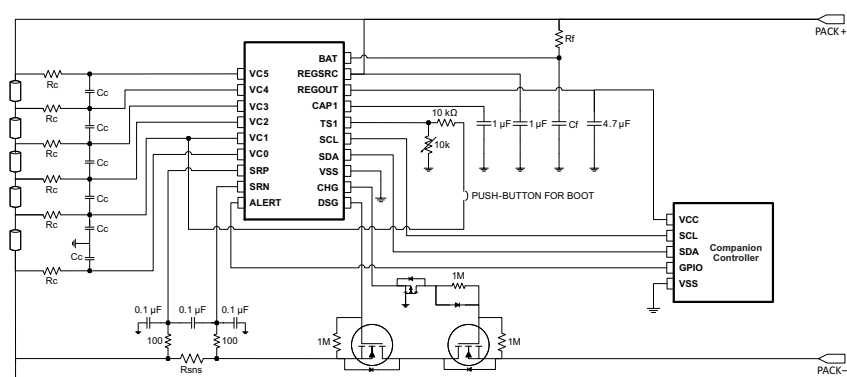 PACK+
Rf
BAT
REGSRC
REGOUT
CAP1
TS1
SCL
SDA
VSS
CHG
DSG
VC5
VC4
VC3
VC2
VC1
VC0
SRP
SRN
ALERT
Rc
Rc
Rc
Rc
Rc
Rc
Cc
Cc
Cc
Cc
Cc
Cc
10 kΩ
10k
1 µF
1 µF
Cf
4.7 µF
PUSH-BUTTON FOR BOOT
VCC
SCL
SDA
GPIO
VSS
Companion
Controller
0.1 µF
0.1 µF
0.1 µF
100
100
Rsns
1M
1M
1M
PACK–